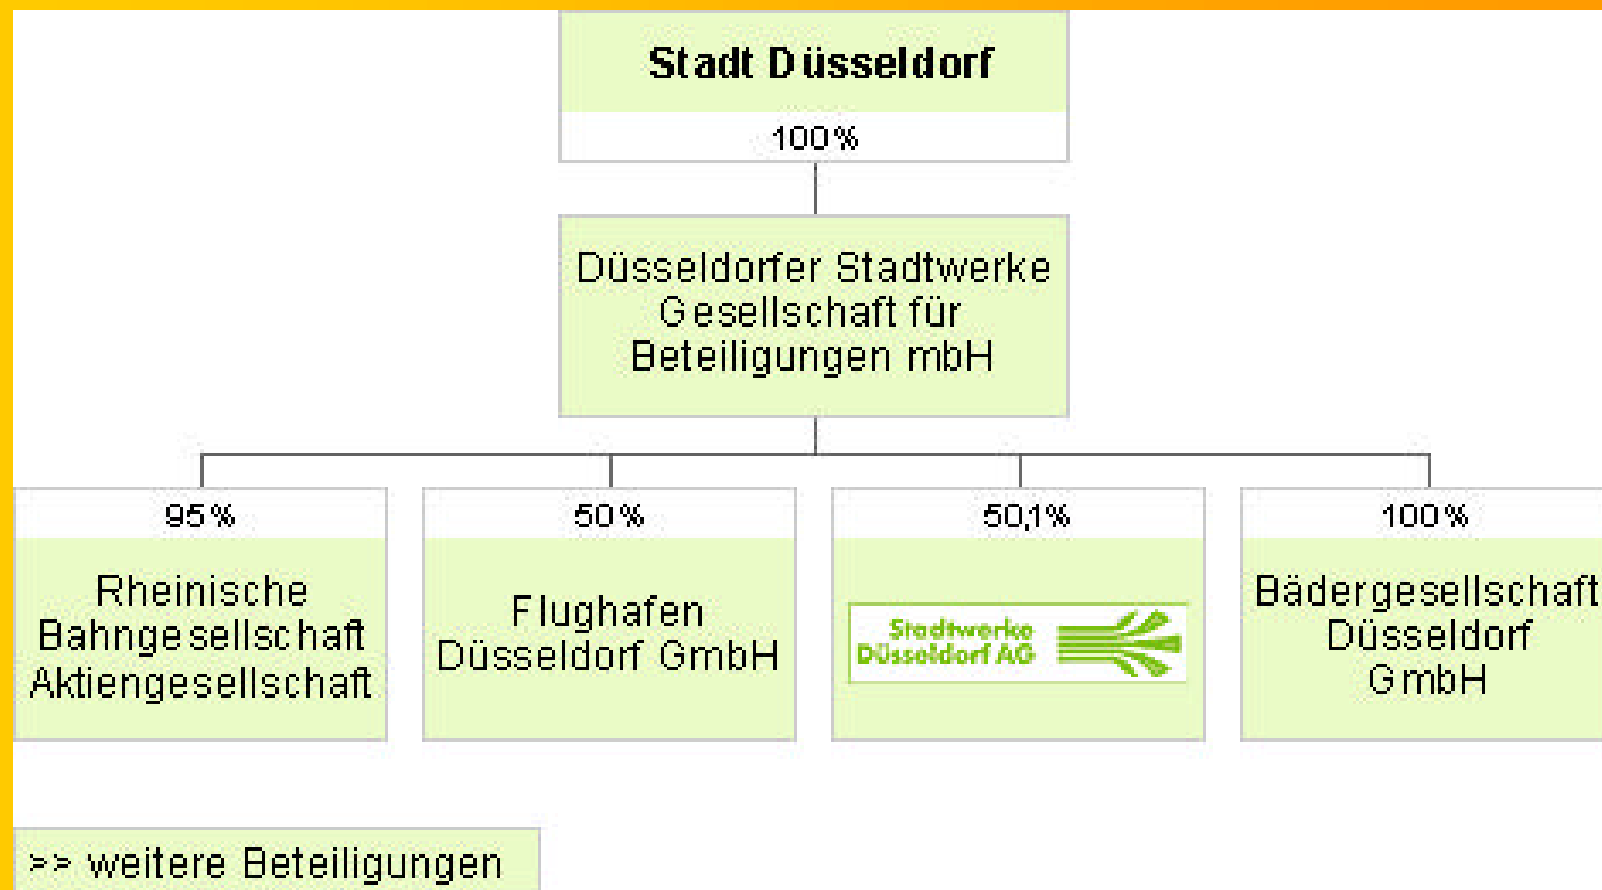 Stadt Düsseldorf
100%
Düsseldorfer Stadtwerke
Gesellschaft für
Beteiligungen mbH
95%
Rheinische
Bahngesellschaft
Aktiengesellschaft
50%
Flughafen
Düsseldorf GmbH
50,1%
Stadtwerke
Düsseldorf AG
100%
Bädergesellschaft
Düsseldorf
GmbH
>> weitere Beteiligungen